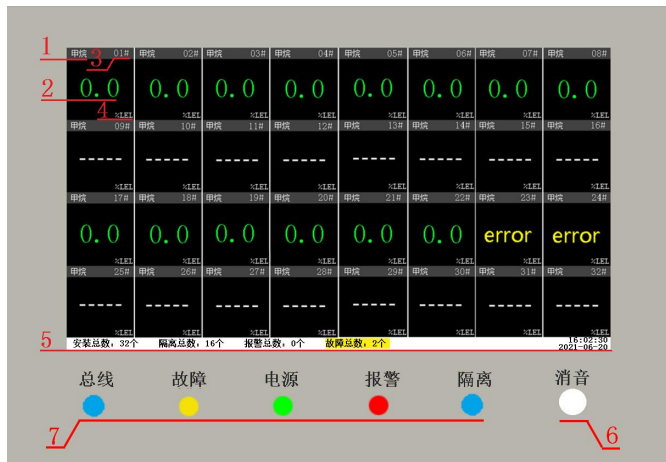 1
甲烷 01# 甲烷 02# 甲烷 03# 甲烷 04# 甲烷 05# 甲烷 06# 甲烷 07# 甲烷 08#
3
2
0.0 0.0 0.0 0.0 0.0 0.0 0.0 0.0
4
%LEL %LEL %LEL %LEL %LEL %LEL %LEL %LEL
甲烷 09# 甲烷 10# 甲烷 11# 甲烷 12# 甲烷 13# 甲烷 14# 甲烷 15# 甲烷 16#
----- ----- ----- ----- ----- ----- ----- -----
%LEL %LEL %LEL %LEL %LEL %LEL %LEL %LEL
甲烷 17# 甲烷 18# 甲烷 19# 甲烷 20# 甲烷 21# 甲烷 22# 甲烷 23# 甲烷 24#
0.0 0.0 0.0 0.0 0.0 0.0 error error
%LEL %LEL %LEL %LEL %LEL %LEL %LEL %LEL
甲烷 25# 甲烷 26# 甲烷 27# 甲烷 28# 甲烷 29# 甲烷 30# 甲烷 31# 甲烷 32#
----- ----- ----- ----- ----- ----- ----- -----
%LEL %LEL %LEL %LEL %LEL %LEL %LEL %LEL
5
安装总数：32个 隔离总数：16个 报警总数：0个 故障总数：2个 16:02:30
2021-06-20
总线 故障 电源 报警 隔离 消音
7 6